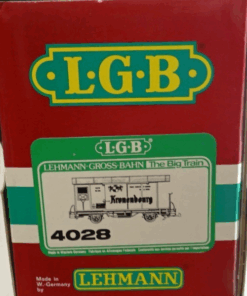 L·G·B
L·G·B
LEHMANN-GROSS-BAHN The Big Train
Kronenbourg
4028
Made in
W.-Germany
by
LEHMANN